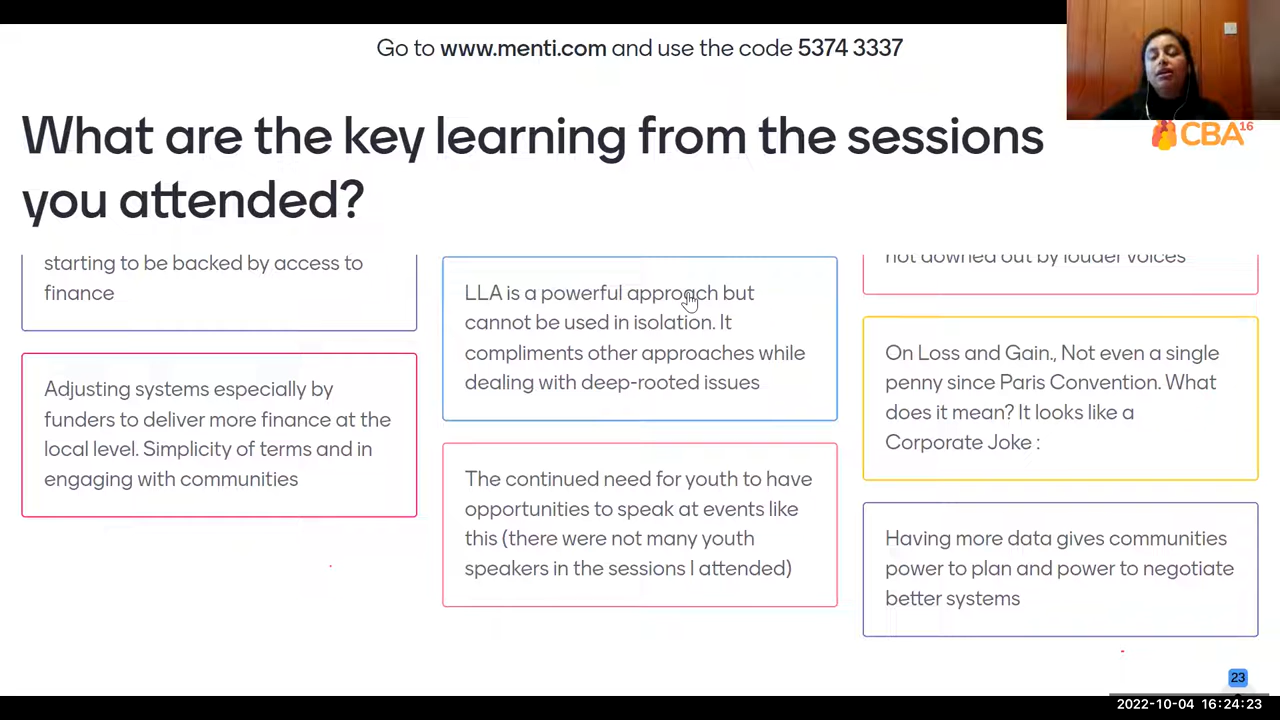 Go to www.menti.com and use the code 5374 3337
What are the key learning from the sessions
you attended?
CBA16
starting to be backed by access to
finance
Adjusting systems especially by
funders to deliver more finance at the
local level. Simplicity of terms and in
engaging with communities
LLA is a powerful approach but
cannot be used in isolation. It
compliments other approaches while
dealing with deep-rooted issues
The continued need for youth to have
opportunities to speak at events like
this (there were not many youth
speakers in the sessions I attended)
not downed out by louder voices
On Loss and Gain., Not even a single
penny since Paris Convention. What
does it mean? It looks like a
Corporate Joke :
Having more data gives communities
power to plan and power to negotiate
better systems
23
2022-10-04 16:24:23